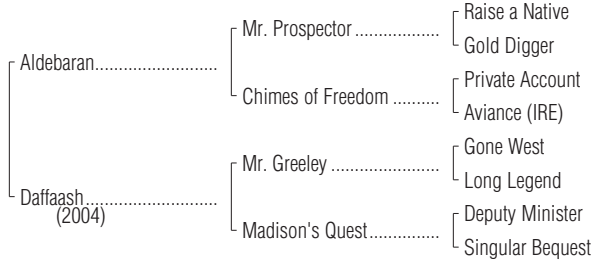 Raise a Native
Mr. Prospector ..................
Gold Digger
Aldebaran..........................
Private Account
Chimes of Freedom ..........
Aviance (IRE)
Gone West
Mr. Greeley .......................
Long Legend
Daffaash............................
(2004)
Deputy Minister
Madison's Quest...............
Singular Bequest